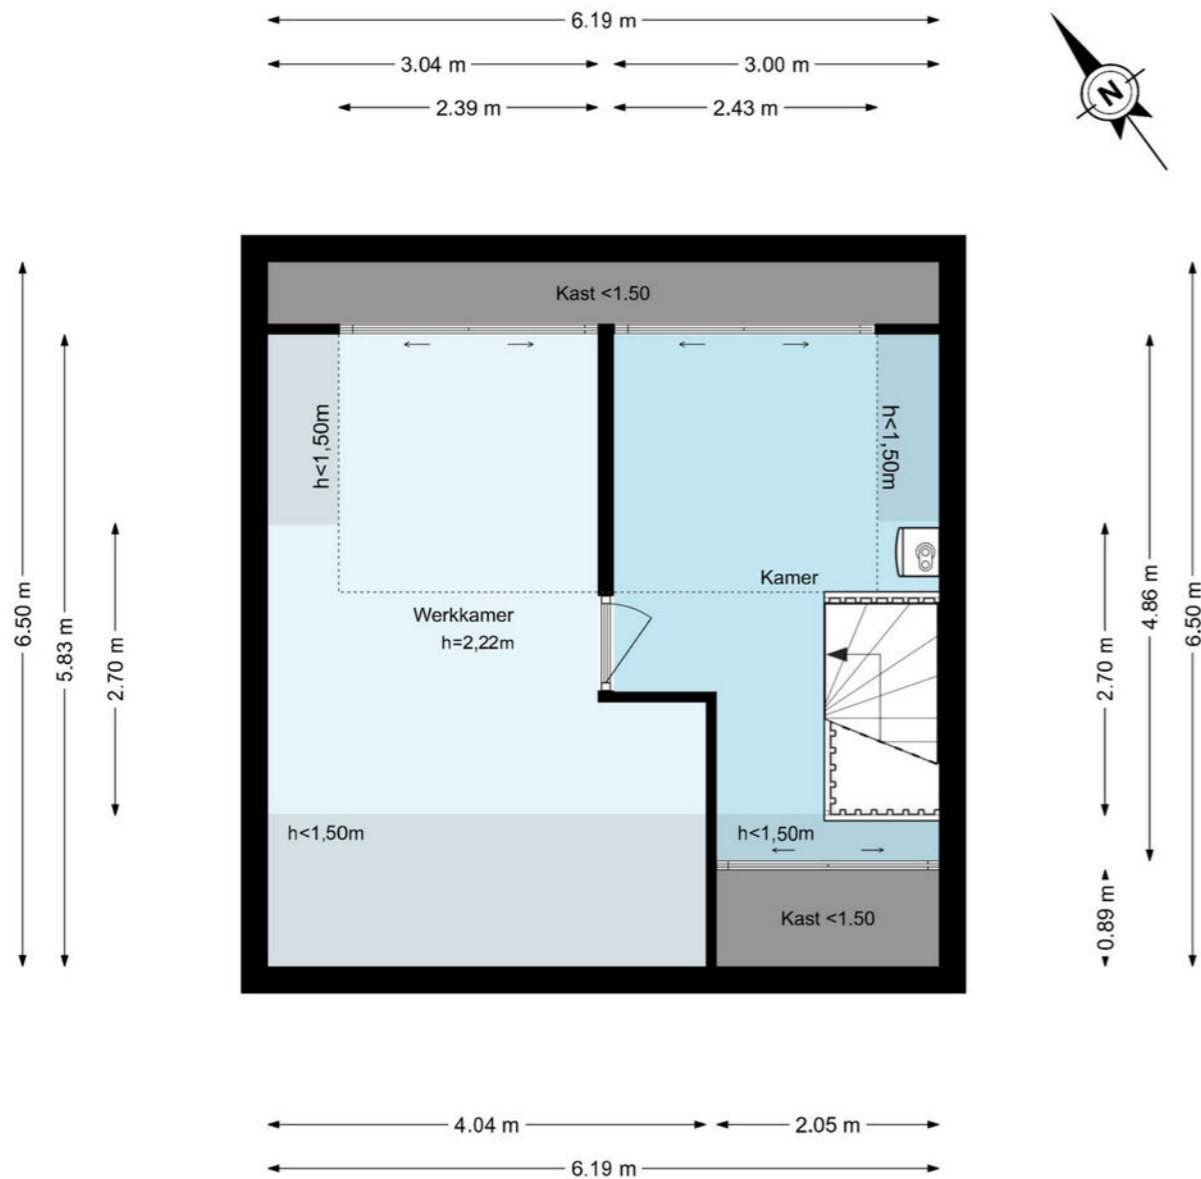 6.19 m
3.04 m
3.00 m
2.39 m
2.43 m
N
Kast <1.50
h<1,50m
h<1,50m
Kamer
Werkkamer
h=2,22m
6.50 m
5.83 m
2.70 m
2.70 m
4.86 m
6.50 m
h<1,50m
h<1,50m
Kast <1.50
0.89 m
4.04 m
2.05 m
6.19 m